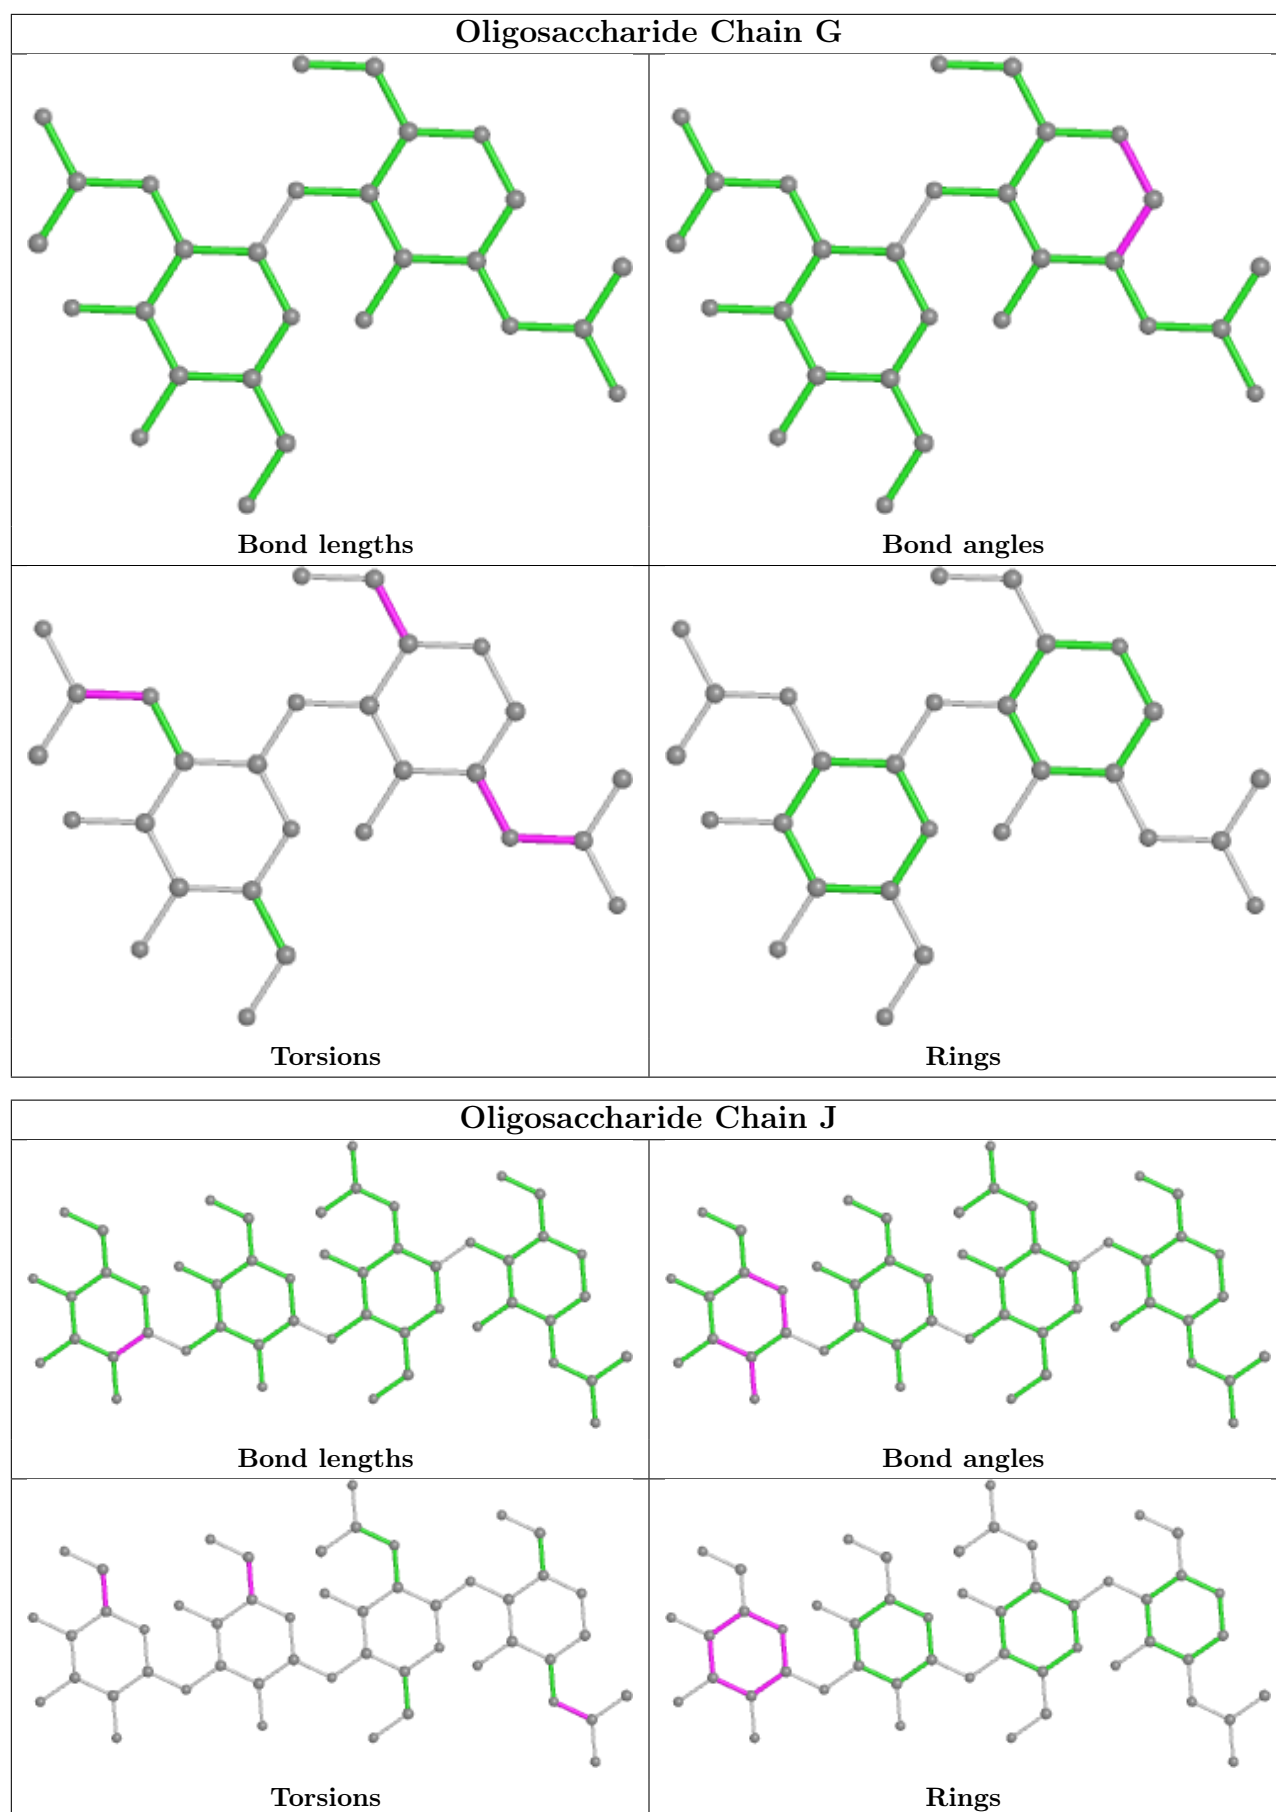 Oligosaccharide Chain G
Bond lengths
Bond angles
Torsions
Rings
Oligosaccharide Chain J
Bond lengths
Bond angles
Torsions
Rings